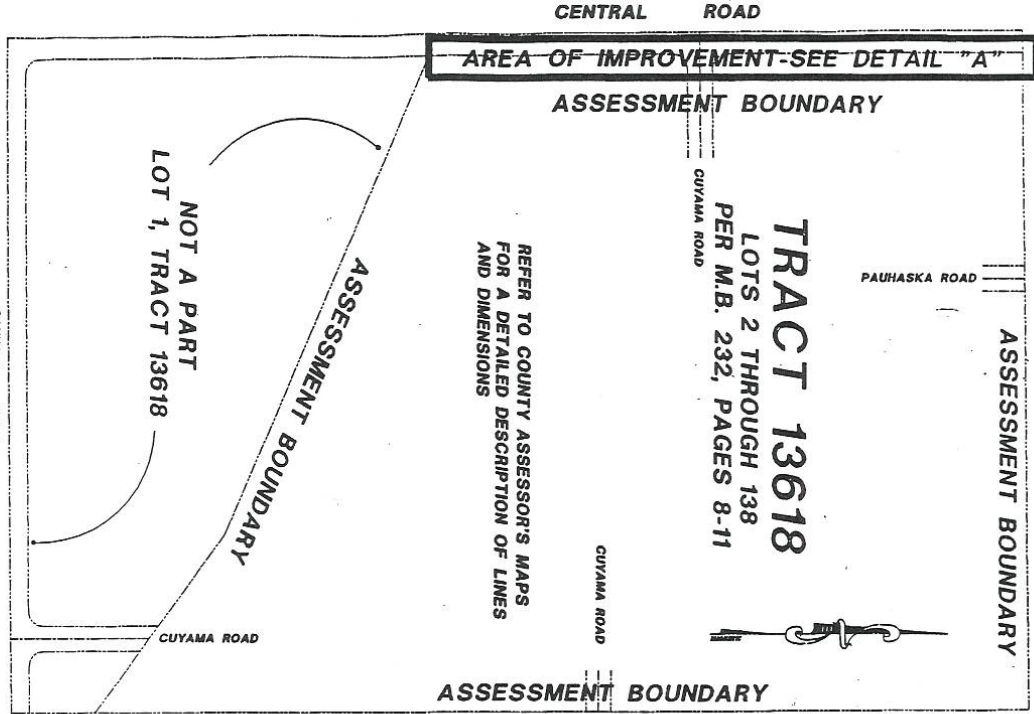 CENTRAL ROAD
AREA OF IMPROVEMENT-SEE DETAIL "A"
ASSESSMENT BOUNDARY
CUYAMA ROAD
TRACT 13618
LOTS 2 THROUGH 138
PER M.B. 232, PAGES 8-11
PAUHASKA ROAD
ASSESSMENT BOUNDARY
NOT A PART
LOT 1, TRACT 13618
ASSESSMENT BOUNDARY
REFER TO COUNTY ASSESSOR'S MAPS
FOR A DETAILED DESCRIPTION OF LINES
AND DIMENSIONS
CUYAMA ROAD
CUYAMA ROAD
ASSESSMENT BOUNDARY